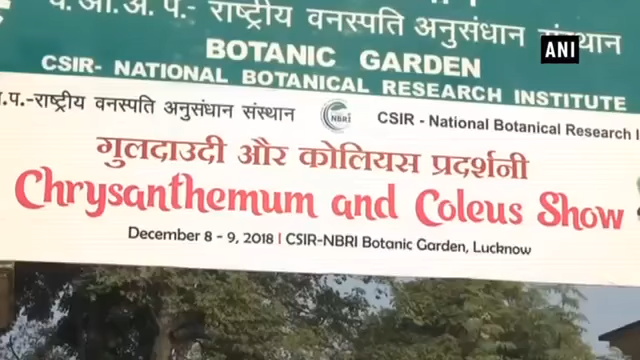 राष्ट्रीय वनस्पति अनुसंधान संस्थान
ANI
BOTANIC GARDEN
CSIR- NATIONAL BOTANICAL RESEARCH INSTITUTE
.प.-राष्ट्रीय वनस्पति अनुसंधान संस्थान
NBRI
CSIR - National Botanical Research I
गुलदाउदी और कोलियस प्रदर्शनी
Chrysanthemum and Coleus Show
December 8 - 9, 2018 | CSIR-NBRI Botanic Garden, Lucknow